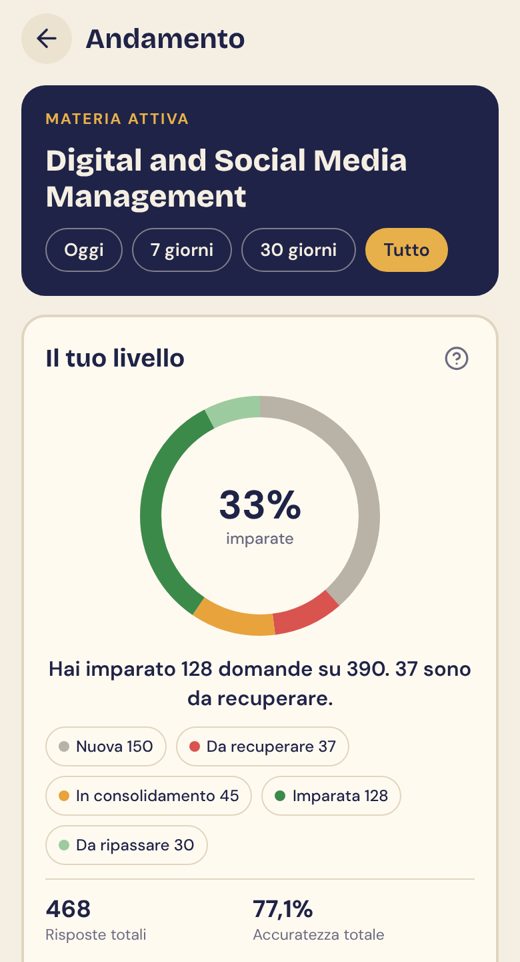 Andamento
MATERIA ATTIVA
Digital and Social Media
Management
Oggi
7 giorni
30 giorni
Tutto
Il tuo livello
?
33%
imparate
Hai imparato 128 domande su 390. 37 sono
da recuperare.
Nuova 150
Da recuperare 37
In consolidamento 45
Imparata 128
Da ripassare 30
468
77,1%
Risposte totali
Accuratezza totale